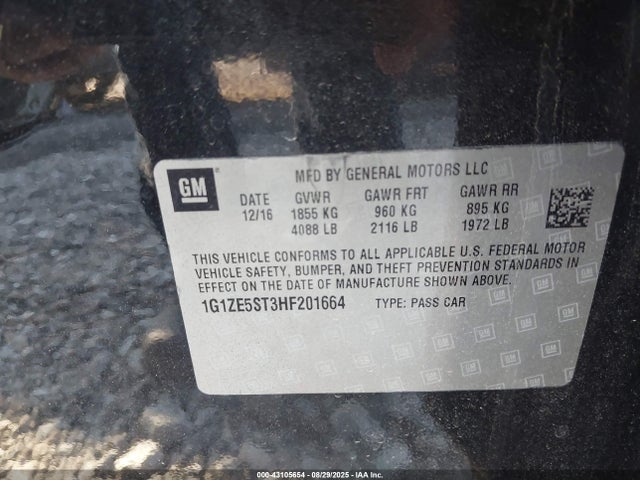 GM
MFD BY GENERAL MOTORS LLC
DATE GVWR GAWR FRT GAWR RR
12/16 1855 KG 960 KG 895 KG
4088 LB 2116 LB 1972 LB
THIS VEHICLE CONFORMS TO ALL APPLICABLE U.S. FEDERAL MOTOR
VEHICLE SAFETY, BUMPER, AND THEFT PREVENTION STANDARDS IN
EFFECT ON THE DATE OF MANUFACTURE SHOWN ABOVE.
1G1ZE5ST3HF201664 TYPE: PASS CAR
000-43105654 - 08/29/2025 - IAA Inc.